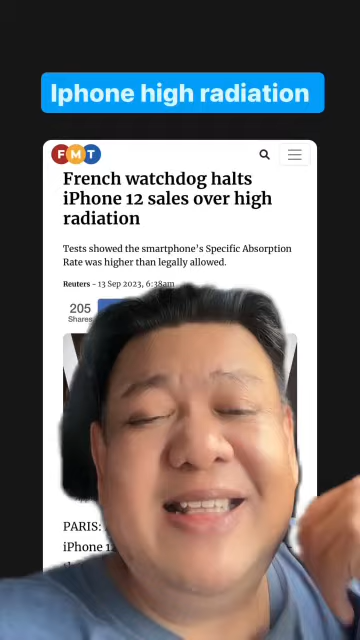 Iphone high radiation
FMT
French watchdog halts
iPhone 12 sales over high
radiation
Tests showed the smartphone's Specific Absorption
Rate was higher than legally allowed.
Reuters - 13 Sep 2023, 6:38am
205
Shares
PARIS:
iPhone